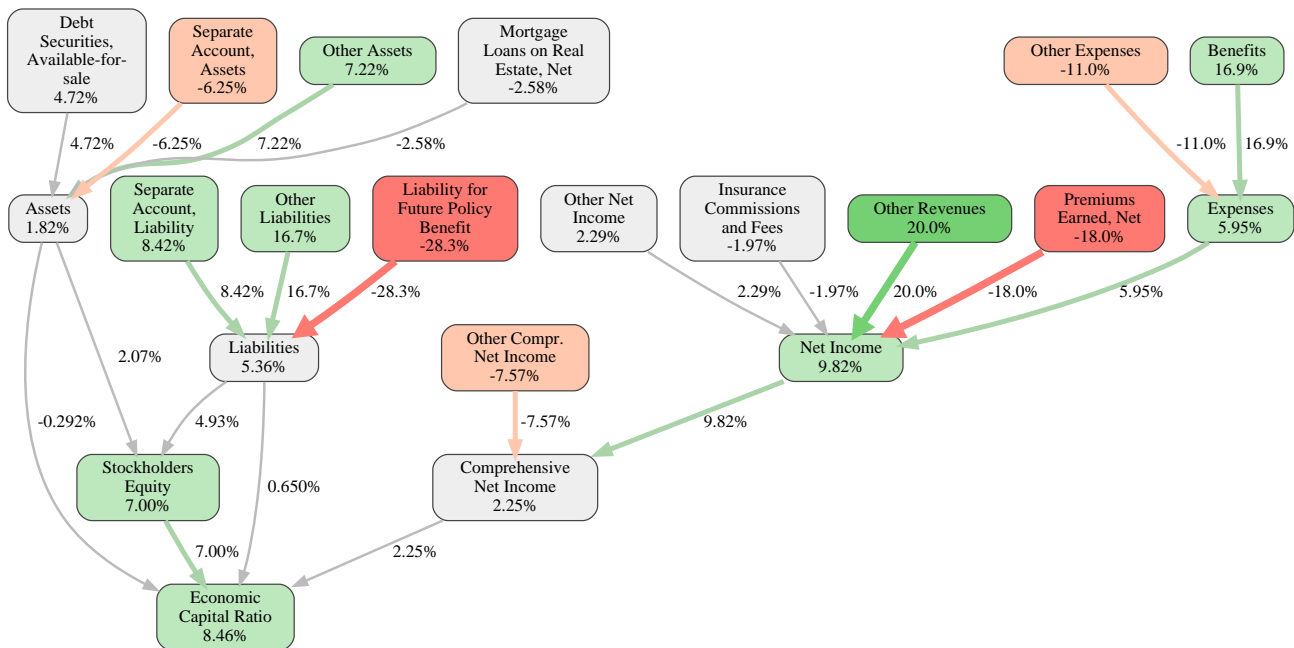 Debt
Securities,
Available-for-
sale
4.72%
Separate
Account,
Assets
-6.25%
Other Assets
7.22%
Mortgage
Loans on Real
Estate, Net
-2.58%
Other Expenses
-11.0%
Benefits
16.9%
4.72%
-6.25%
7.22%
-2.58%
-11.0%
16.9%
Assets
1.82%
Separate
Account,
Liability
8.42%
Other
Liabilities
16.7%
Liability for
Future Policy
Benefit
-28.3%
Other Net
Income
2.29%
Insurance
Commissions
and Fees
-1.97%
Other Revenues
20.0%
Premiums
Earned, Net
-18.0%
Expenses
5.95%
8.42%
16.7%
-28.3%
2.29%
-1.97%
20.0%
-18.0%
5.95%
2.07%
Liabilities
5.36%
Other Compr.
Net Income
-7.57%
Net Income
9.82%
-0.292%
4.93%
-7.57%
9.82%
Stockholders
Equity
7.00%
0.650%
Comprehensive
Net Income
2.25%
7.00%
2.25%
Economic
Capital Ratio
8.46%